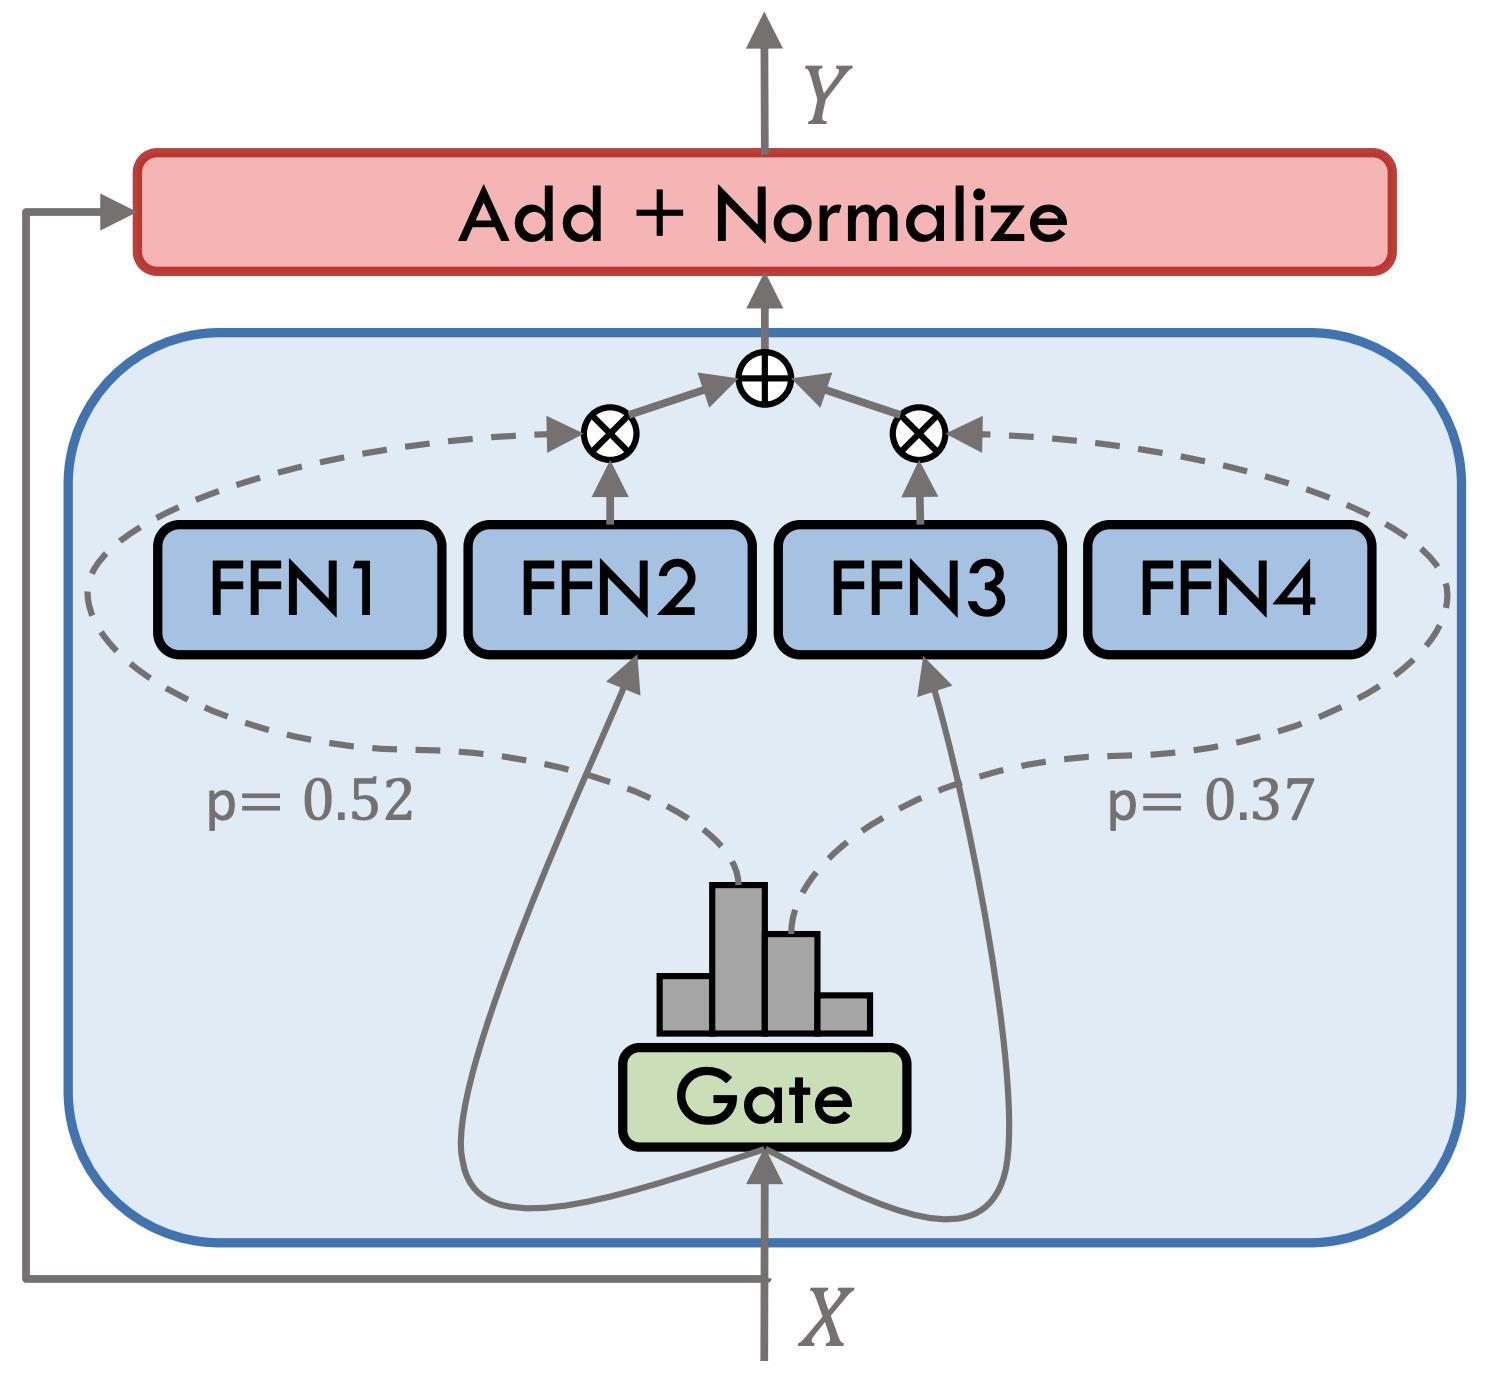 Y
Add + Normalize
FFN1
FFN2
FFN3
FFN4
p= 0.52
p= 0.37
Gate
X